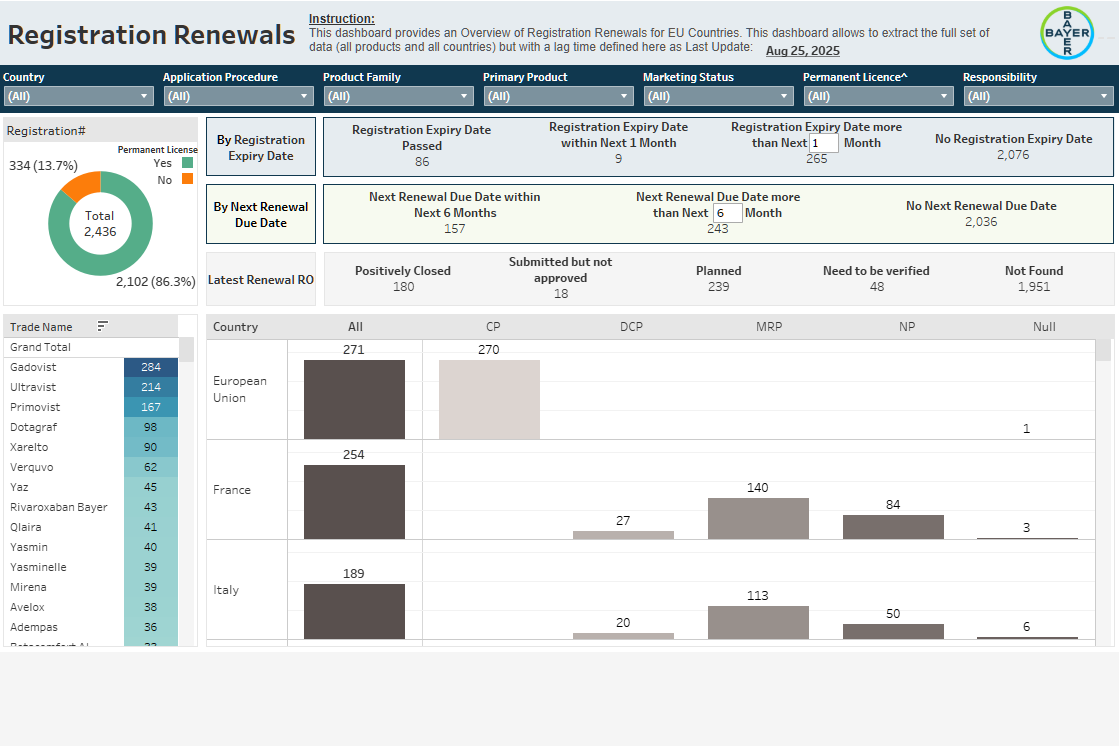 Registration Renewals
Instruction:
This dashboard provides an Overview of Registration Renewals for EU Countries. This dashboard allows to extract the full set of
data (all products and all countries) but with a lag time defined here as Last Update: Aug 25, 2025
BAYER
BAYER
Country Application Procedure Product Family Primary Product Marketing Status Permanent Licence^ Responsibility
(All) (All) (All) (All) (All) (All) (All)
Registration#
Permanent License
Yes
No
334 (13.7%)
Total
2,436
2,102 (86.3%)
By Registration
Expiry Date
Registration Expiry Date
Passed
86
Registration Expiry Date
within Next 1 Month
9
Registration Expiry Date more
than Next 1 Month
265
No Registration Expiry Date
2,076
By Next Renewal
Due Date
Next Renewal Due Date within
Next 6 Months
157
Next Renewal Due Date more
than Next 6 Month
243
No Next Renewal Due Date
2,036
Latest Renewal RO
Positively Closed
180
Submitted but not
approved
18
Planned
239
Need to be verified
48
Not Found
1,951
Trade Name
Grand Total
Gadovist 284
Ultravist 214
Primovist 167
Dotagraf 98
Xarelto 90
Verquvo 62
Yaz 45
Rivaroxaban Bayer 43
Qlaira 41
Yasmin 40
Yasminelle 39
Mirena 39
Avelox 38
Adempas 36
Country All CP DCP MRP NP Null
European
Union
271 270 1
France
254 27 140 84 3
Italy
189 20 113 50 6